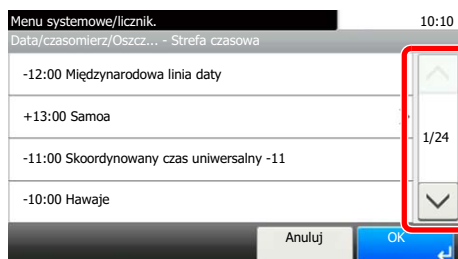 Menu systemowe/licznik.
10:10
Data/czasomierz/Oszcz... - Strefa czasowa
-12:00 Międzynarodowa linia daty
+13:00 Samoa
1/24
-11:00 Skoordynowany czas uniwersalny -11
-10:00 Hawaje
Anuluj
OK